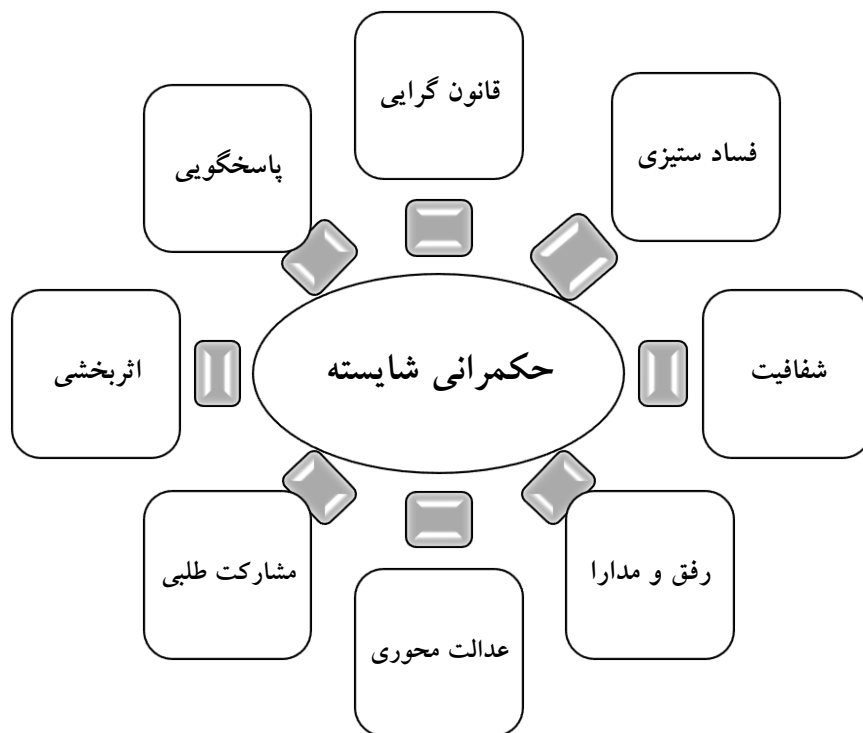 قانون گرایی
فساد ستیزی
پاسخگویی
شفافیت
حکمرانی شایسته
اثربخشی
رفق و مدارا
مشارکت طلبی
عدالت محوری